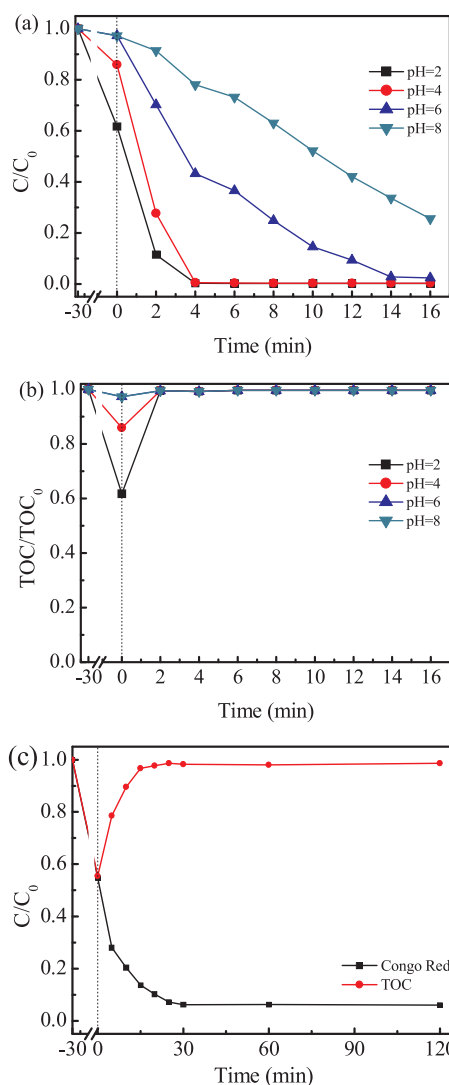 (a)
1.0
0.8
0.6
0.4
0.2
0.0
C/C0
pH=2
pH=4
pH=6
pH=8
-30 0 2 4 6 8 10 12 14 16
Time (min)
(b)
1.0
0.8
0.6
0.4
0.2
0.0
TOC/TOC0
pH=2
pH=4
pH=6
pH=8
-30 0 2 4 6 8 10 12 14 16
Time (min)
(c)
1.0
0.8
0.6
0.4
0.2
0.0
C/C0
Congo Red
TOC
-30 0 30 60 90 120
Time (min)